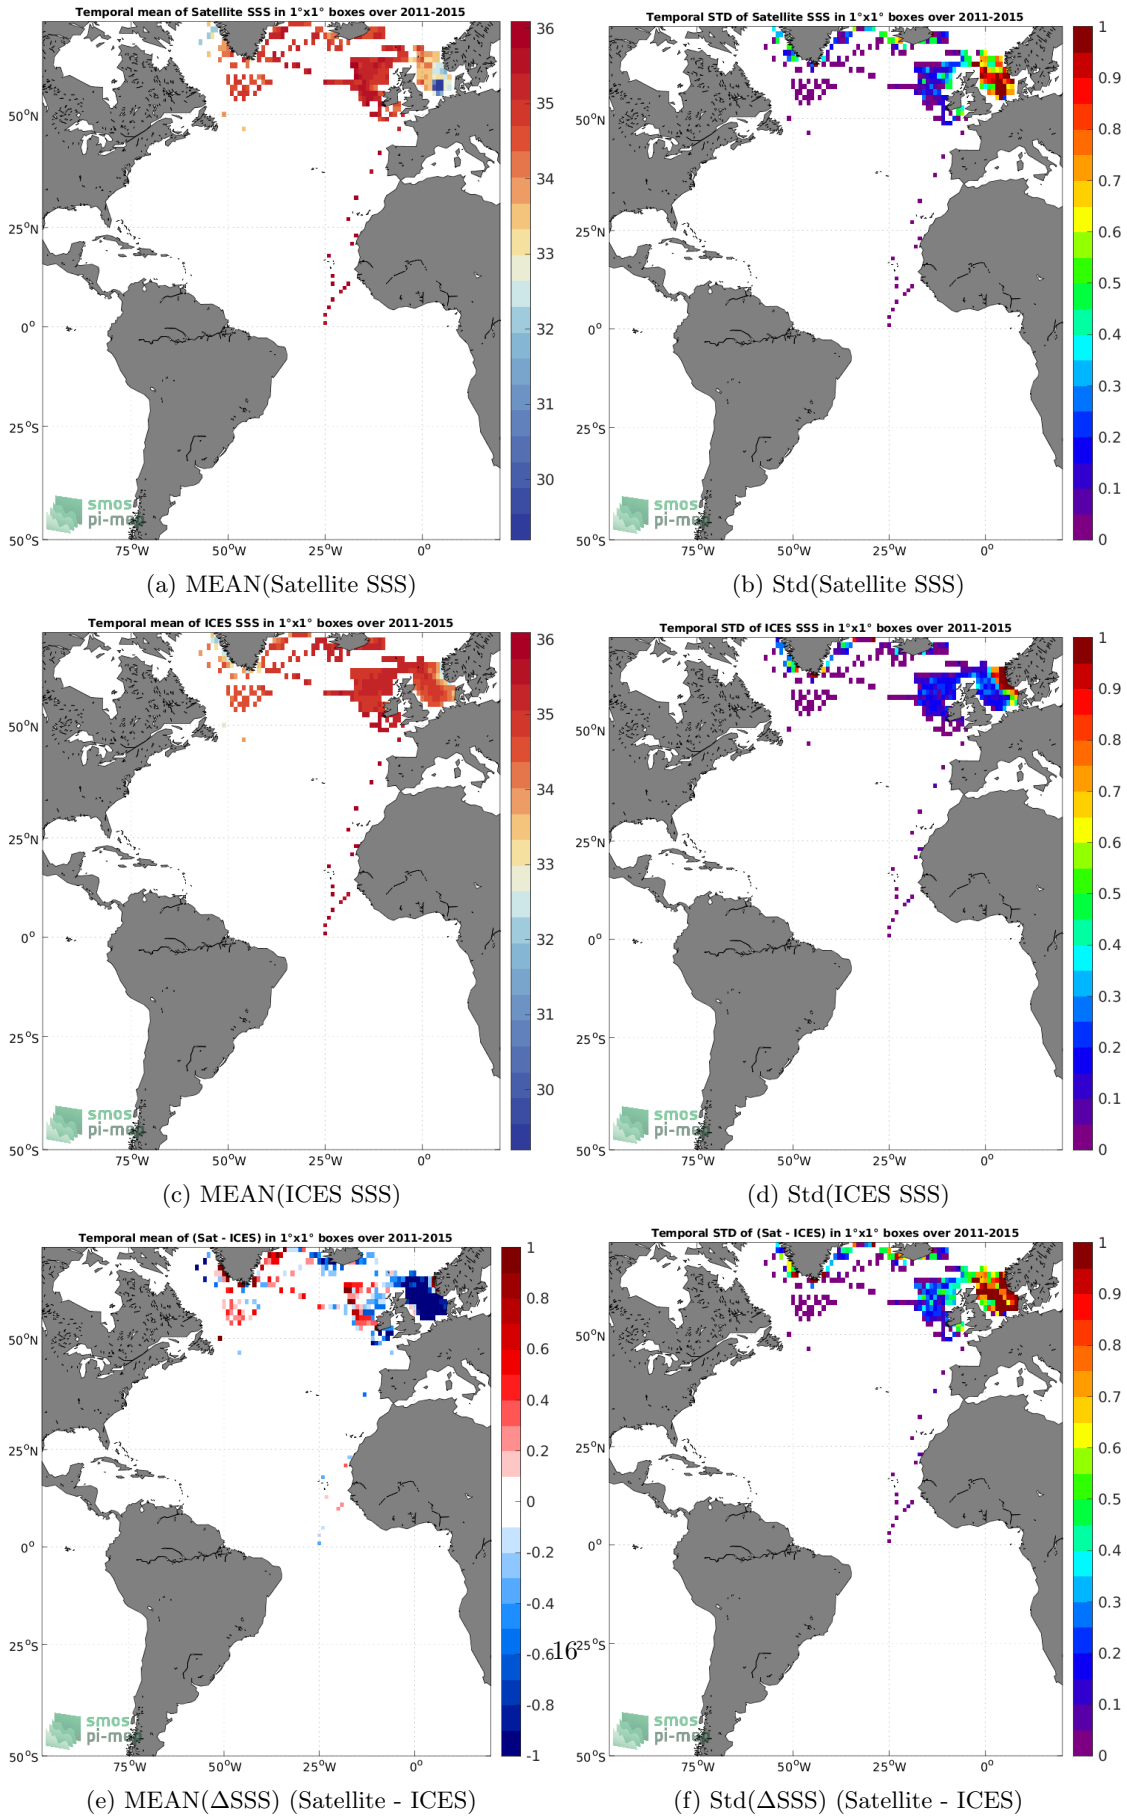 Temporal mean of Satellite SSS in 1°x1° boxes over 2011-2015
50°N
25°N
0°
25°S
50°S
75°W
50°W
25°W
0°
36
35
34
33
32
31
30
smos
pi-mep
(a) MEAN(Satellite SSS)
Temporal STD of Satellite SSS in 1°x1° boxes over 2011-2015
50°N
25°N
0°
25°S
50°S
75°W
50°W
25°W
0°
1
0.9
0.8
0.7
0.6
0.5
0.4
0.3
0.2
0.1
0
smos
pi-mep
(b) Std(Satellite SSS)
Temporal mean of ICES SSS in 1°x1° boxes over 2011-2015
50°N
25°N
0°
25°S
50°S
75°W
50°W
25°W
0°
36
35
34
33
32
31
30
smos
pi-mep
(c) MEAN(ICES SSS)
Temporal STD of ICES SSS in 1°x1° boxes over 2011-2015
50°N
25°N
0°
25°S
50°S
75°W
50°W
25°W
0°
1
0.9
0.8
0.7
0.6
0.5
0.4
0.3
0.2
0.1
0
smos
pi-mep
(d) Std(ICES SSS)
Temporal mean of (Sat - ICES) in 1°x1° boxes over 2011-2015
50°N
25°N
0°
25°S
50°S
75°W
50°W
25°W
0°
1
0.8
0.6
0.4
0.2
0
-0.2
-0.4
-0.6
-0.8
-1
smos
pi-mep
(e) MEAN(ΔSSS) (Satellite - ICES)
Temporal STD of (Sat - ICES) in 1°x1° boxes over 2011-2015
50°N
25°N
0°
25°S
50°S
75°W
50°W
25°W
0°
1
0.9
0.8
0.7
0.6
0.5
0.4
0.3
0.2
0.1
0
smos
pi-mep
(f) Std(ΔSSS) (Satellite - ICES)
16